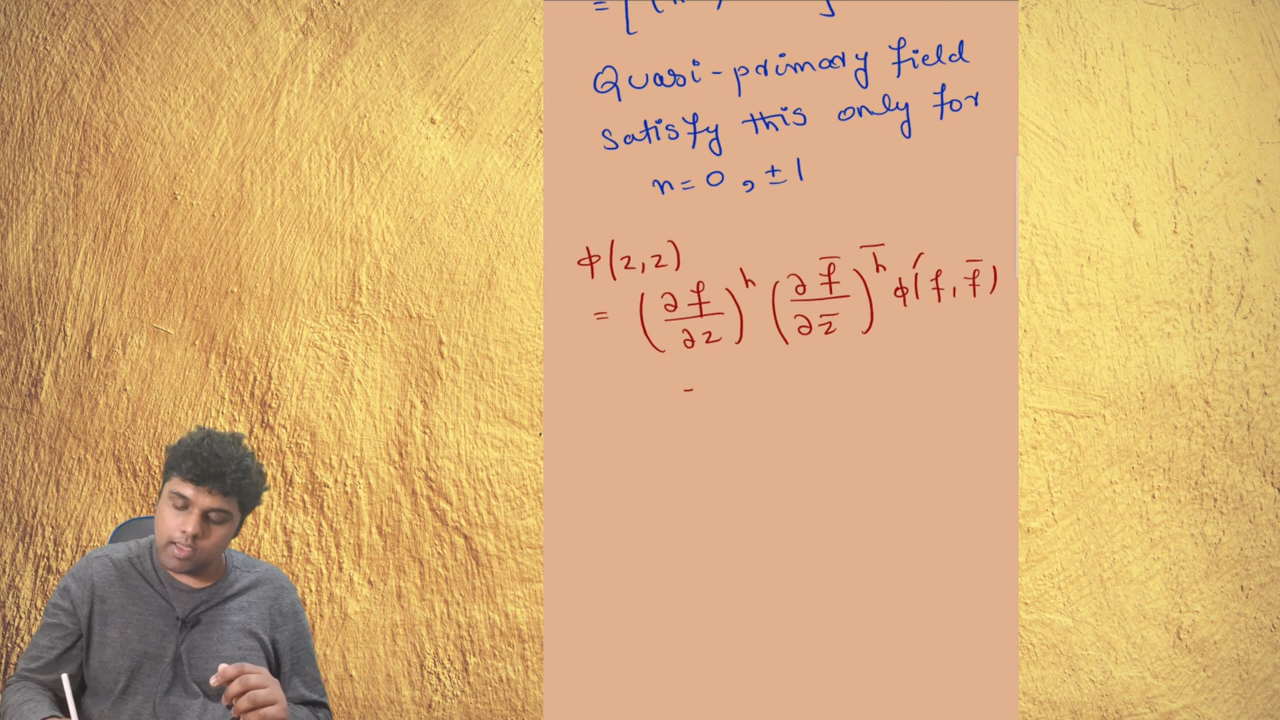 Quasi-primary field
satisfy this only for
n=0, ±1
ϕ(z,z)
= (∂f/∂z)^h (∂f̄/∂z̄)^h̄ ϕ'(f, f̄)
-